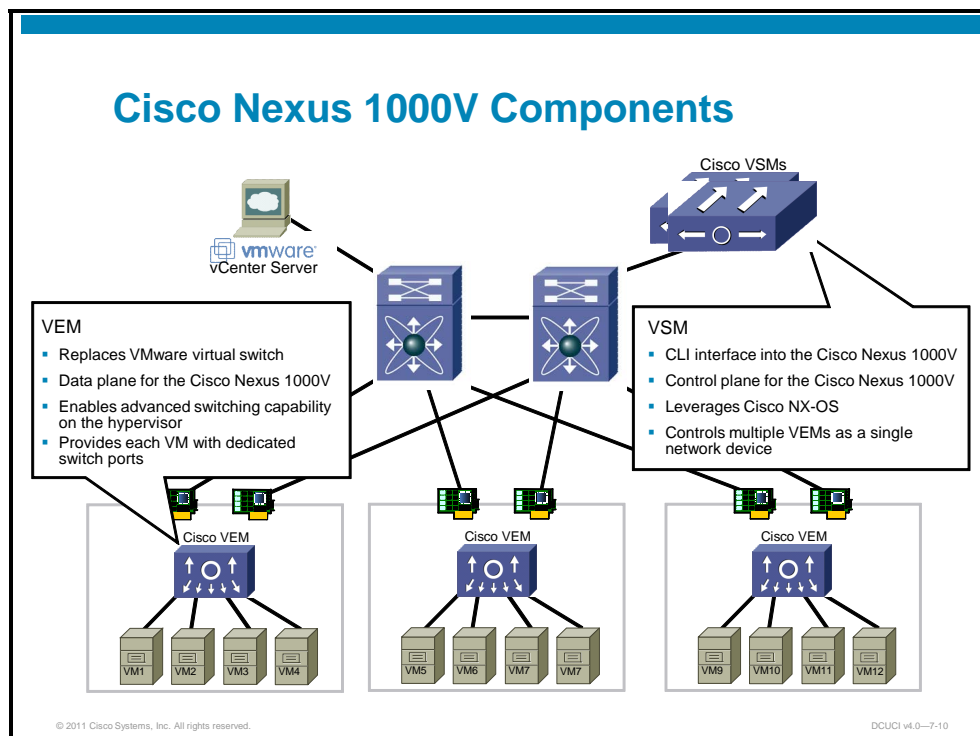 Cisco Nexus 1000V Components
Cisco VSMs
vmware
vCenter Server
VEM
▪ Replaces VMware virtual switch
▪ Data plane for the Cisco Nexus 1000V
▪ Enables advanced switching capability
on the hypervisor
▪ Provides each VM with dedicated
switch ports
VSM
▪ CLI interface into the Cisco Nexus 1000V
▪ Control plane for the Cisco Nexus 1000V
▪ Leverages Cisco NX-OS
▪ Controls multiple VEMs as a single
network device
Cisco VEM
VM1 VM2 VM3 VM4
Cisco VEM
VM5 VM6 VM7 VM7
Cisco VEM
VM9 VM10 VM11 VM12
© 2011 Cisco Systems, Inc. All rights reserved.
DCUCI v4.0—7-10